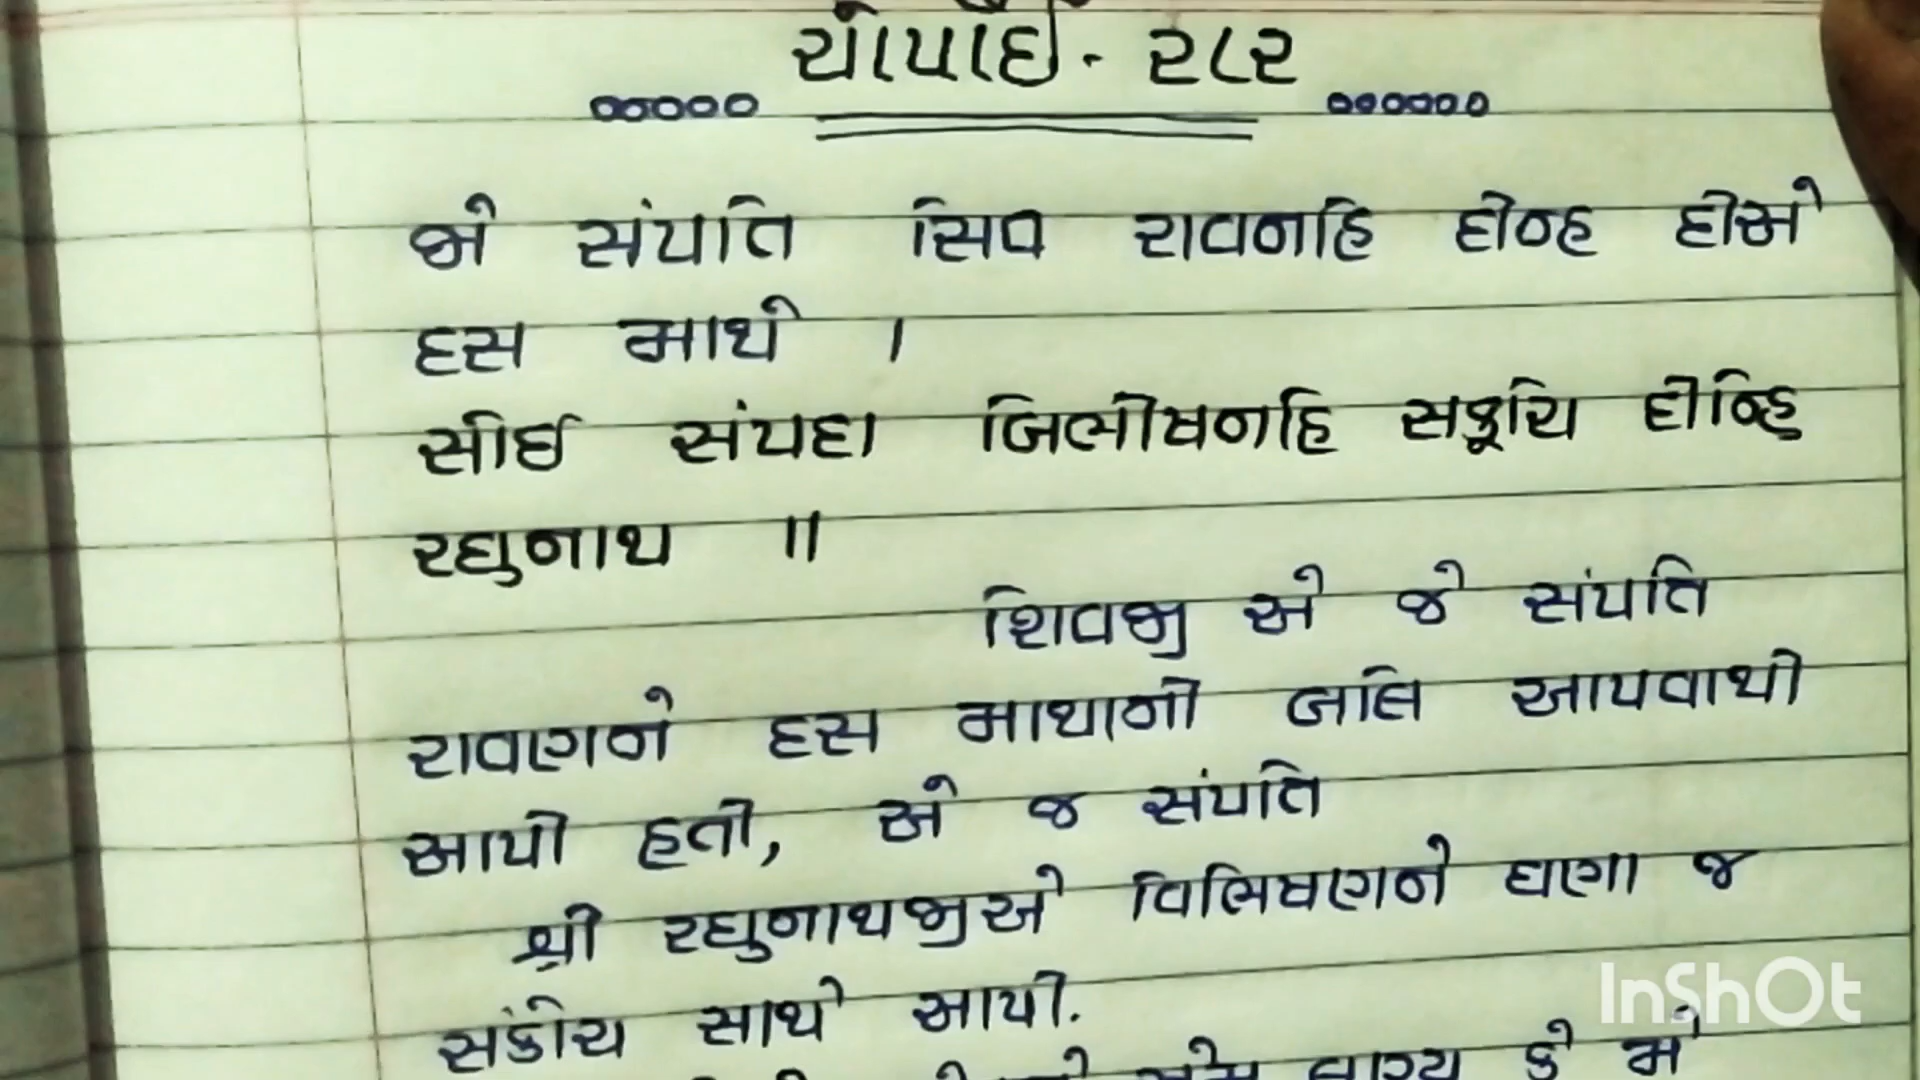 ચોપાઈ - ૨૮૨
જો સંપતિ સિવ રાવનહિ દીન્હ દીએ
દસ માથે ।
સોઈ સંપદા બિભીષનહિ સકૂચિ દીન્હિ
રઘુનાથ ॥
શિવજીએ જે સંપતિ
રાવણને દસ માથાની બલિ આપવાથી
આપી હતી, એ જ સંપતિ
શ્રી રઘુનાથજીએ વિભિષણને ઘણા જ
સંકોચ સાથે આપી.
કે મે
InShOt